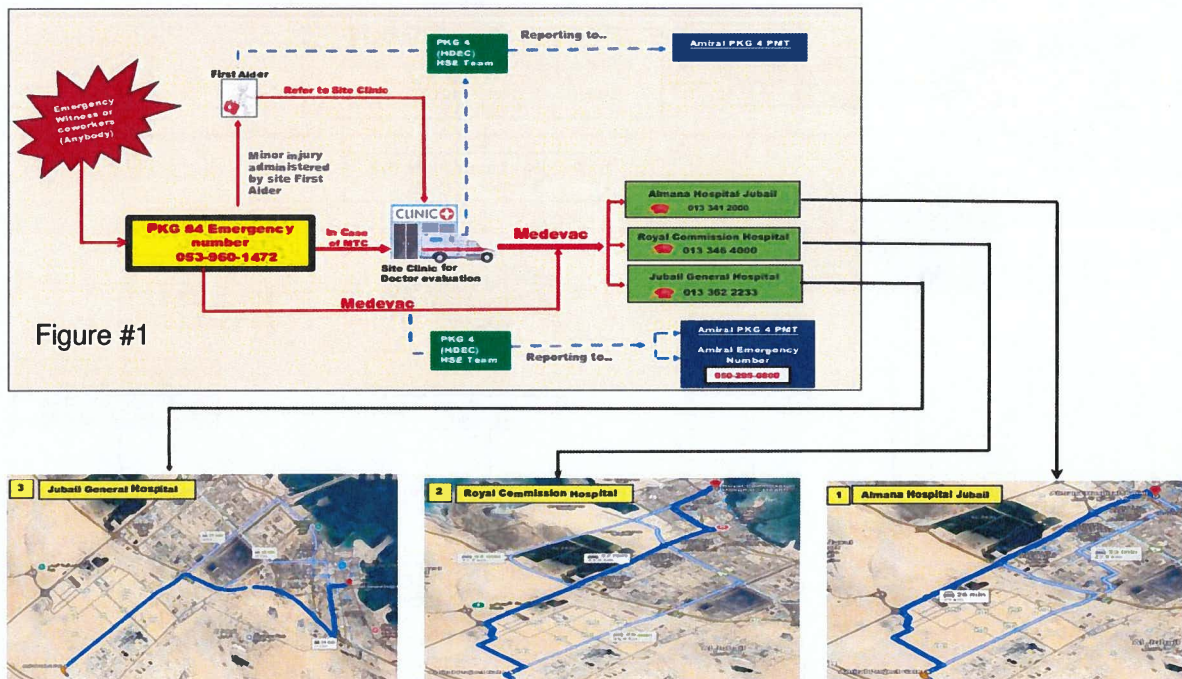 Emergency
Witness or
coworkers
(Anybody)
First Aider
Refer to Site Clinic
Minor injury
administered
by site First
Aider
PKG #4 Emergency
number
053-960-1472
In Case
of MTC
CLINIC
Site Clinic for
Doctor evaluation
Medevac
Medevac
PKG 4
(HDEC)
HSE Team
Reporting to..
Amiral PKG 4 PMT
Almana Hospital Jubail
013 341 2000
Royal Commission Hospital
013 346 4000
Jubail General Hospital
013 362 2233
Figure #1
PKG 4
(HDEC)
HSE Team
Reporting to..
Amiral PKG 4 PMT
Amiral Emergency
Number
3 Jubail General Hospital
2 Royal Commission Hospital
1 Almana Hospital Jubail
26 min
Al Jubail